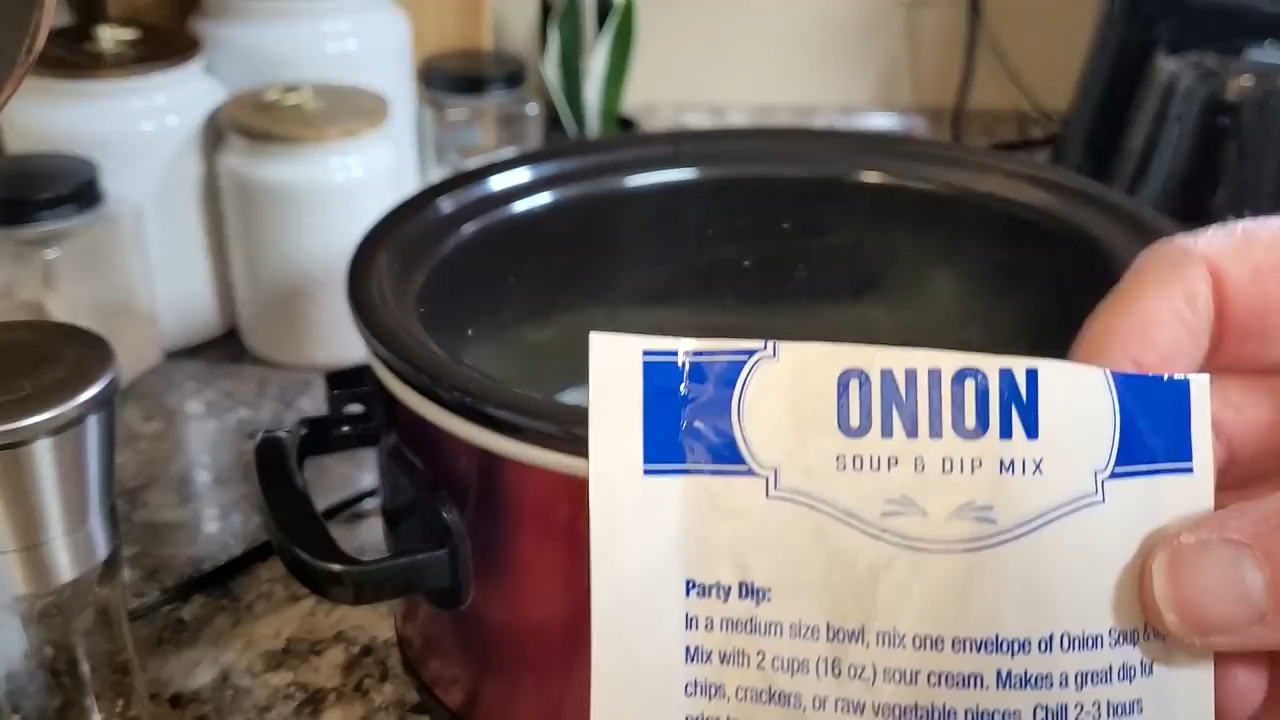 ONION
SOUP & DIP MIX
Party Dip:
In a medium size bowl, mix one envelope of Onion Soup &
Mix with 2 cups (16 oz.) sour cream. Makes a great dip for
chips, crackers, or raw vegetable pieces. Chill 2-3 hours
prior